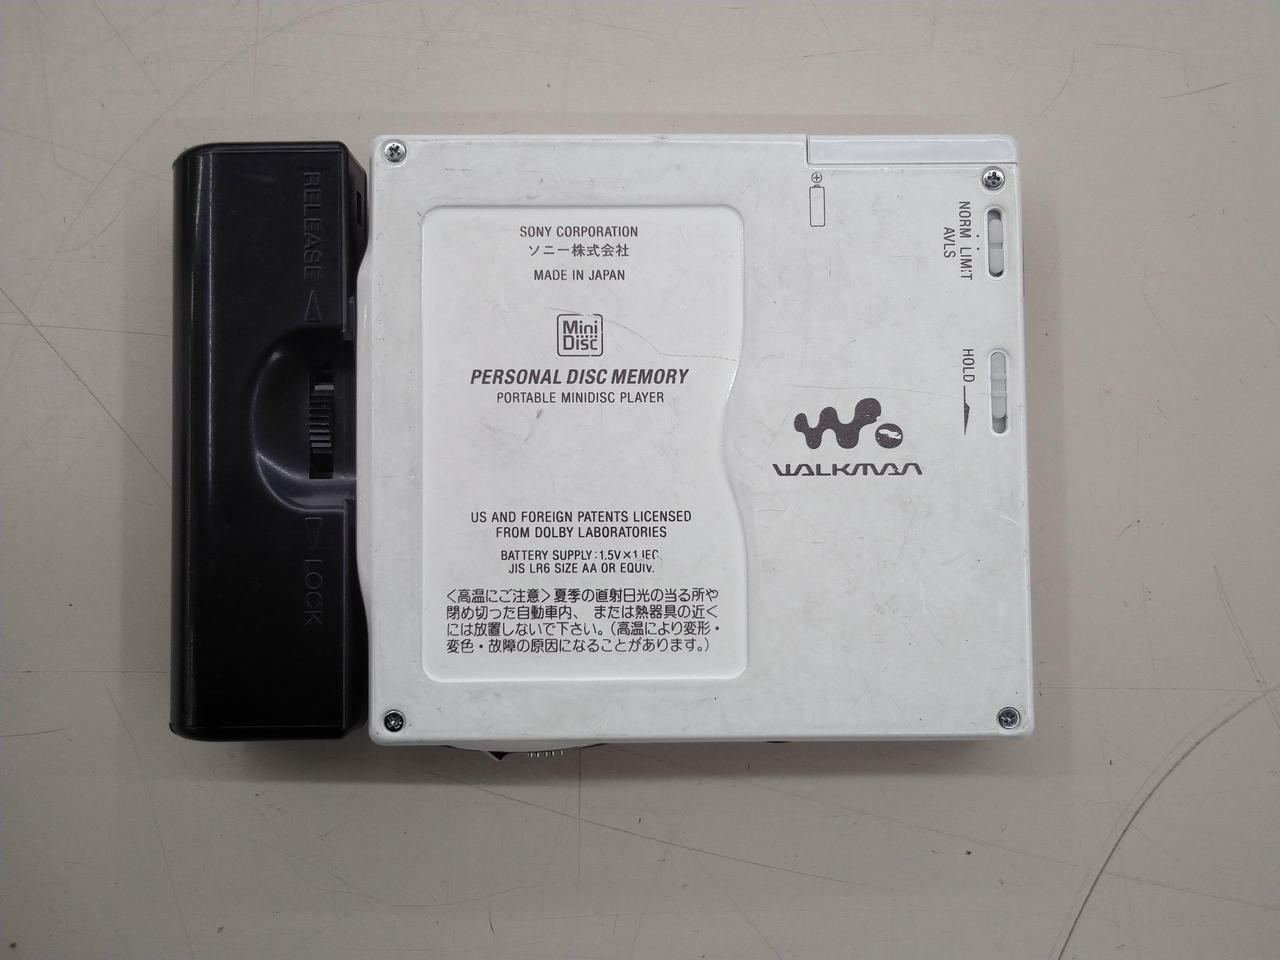 RELEASE
LOCK
SONY CORPORATION
ソニー株式会社
MADE IN JAPAN
Mini
Disc
PERSONAL DISC MEMORY
PORTABLE MINIDISC PLAYER
US AND FOREIGN PATENTS LICENSED
FROM DOLBY LABORATORIES
BATTERY SUPPLY:1.5V×1 IEC,
JIS LR6 SIZE AA OR EQUIV.
<高温にご注意>夏季の直射日光の当る所や
閉め切った自動車内、または熱器具の近く
には放置しないで下さい。(高温により変形・
変色・故障の原因になることがあります。)
NORM LIMIT
AVLS
HOLD
WALKMAN